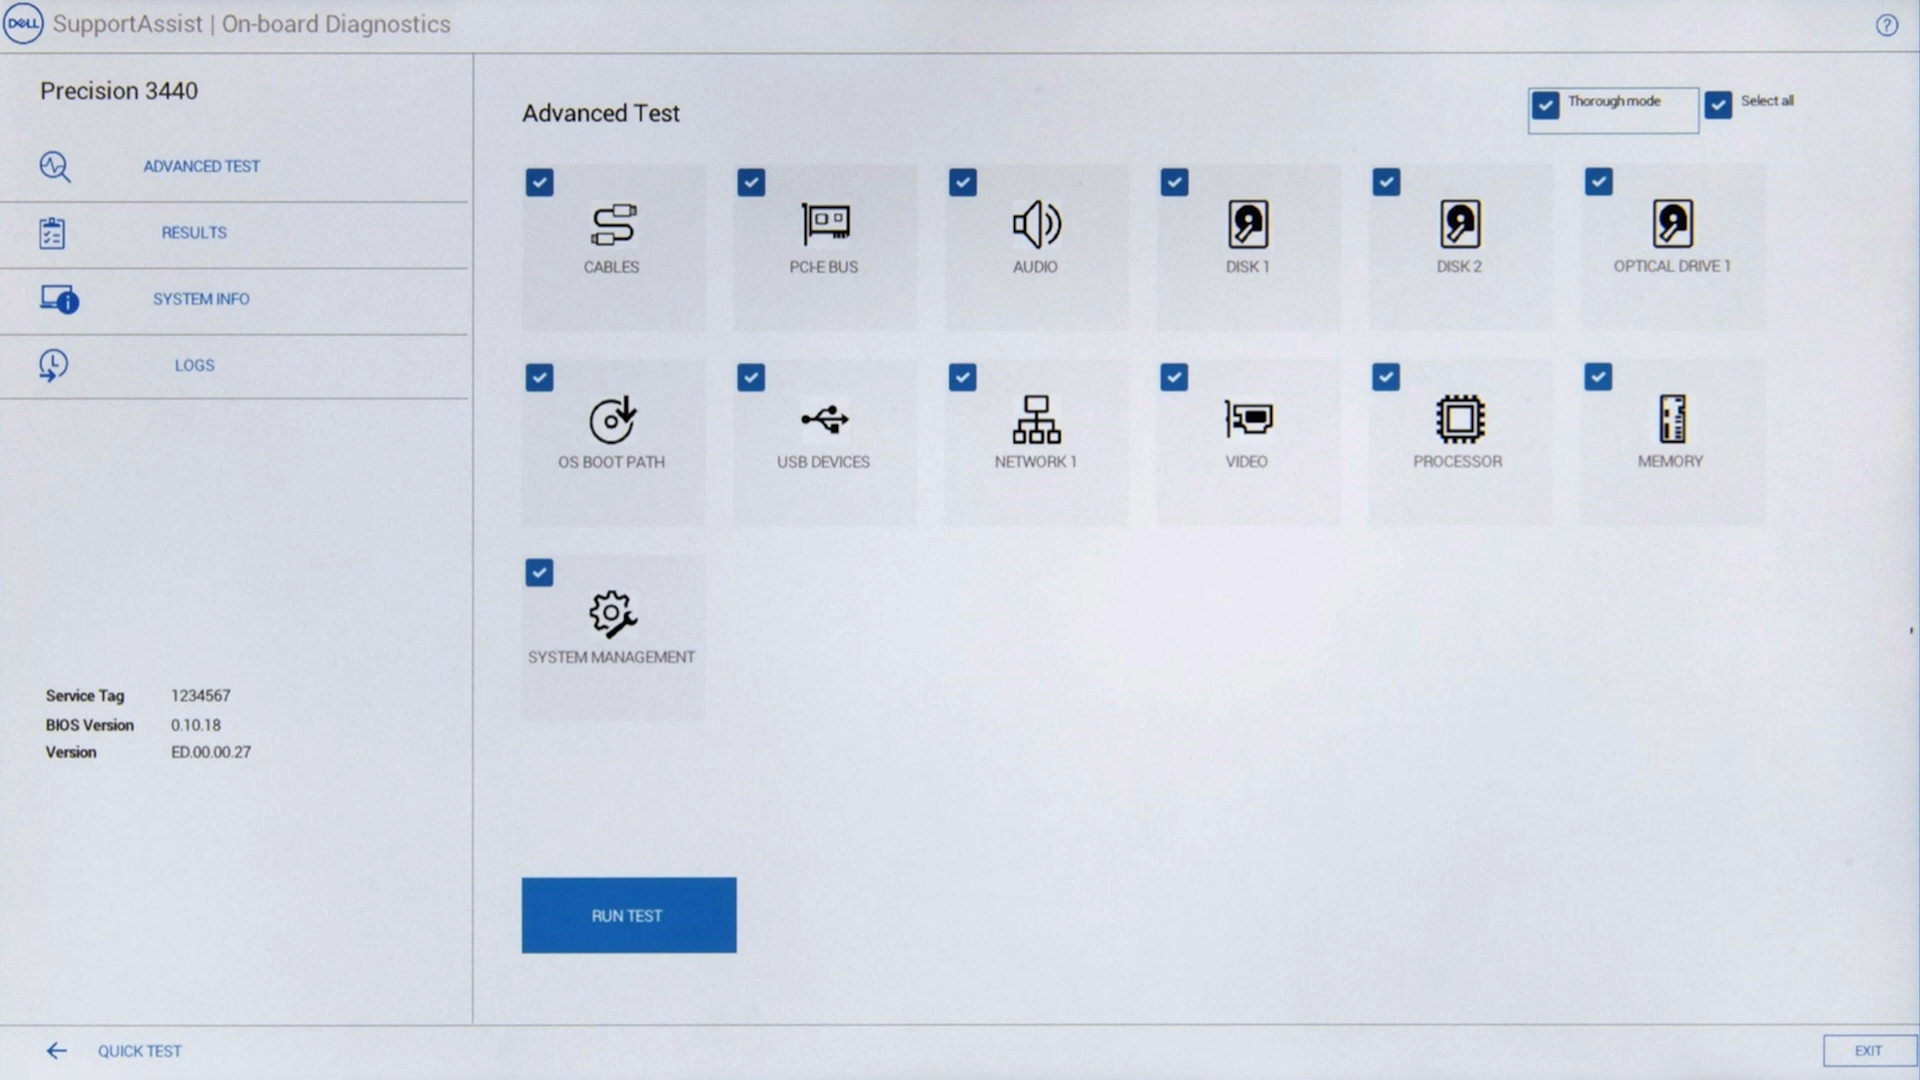 DELL SupportAssist | On-board Diagnostics
Precision 3440
ADVANCED TEST
RESULTS
SYSTEM INFO
LOGS
Service Tag 1234567
BIOS Version 0.10.18
Version ED.00.00.27
Advanced Test
Thorough mode
Select all
CABLES
PCI-E BUS
AUDIO
DISK 1
DISK 2
OPTICAL DRIVE 1
OS BOOT PATH
USB DEVICES
NETWORK 1
VIDEO
PROCESSOR
MEMORY
SYSTEM MANAGEMENT
RUN TEST
QUICK TEST
EXIT